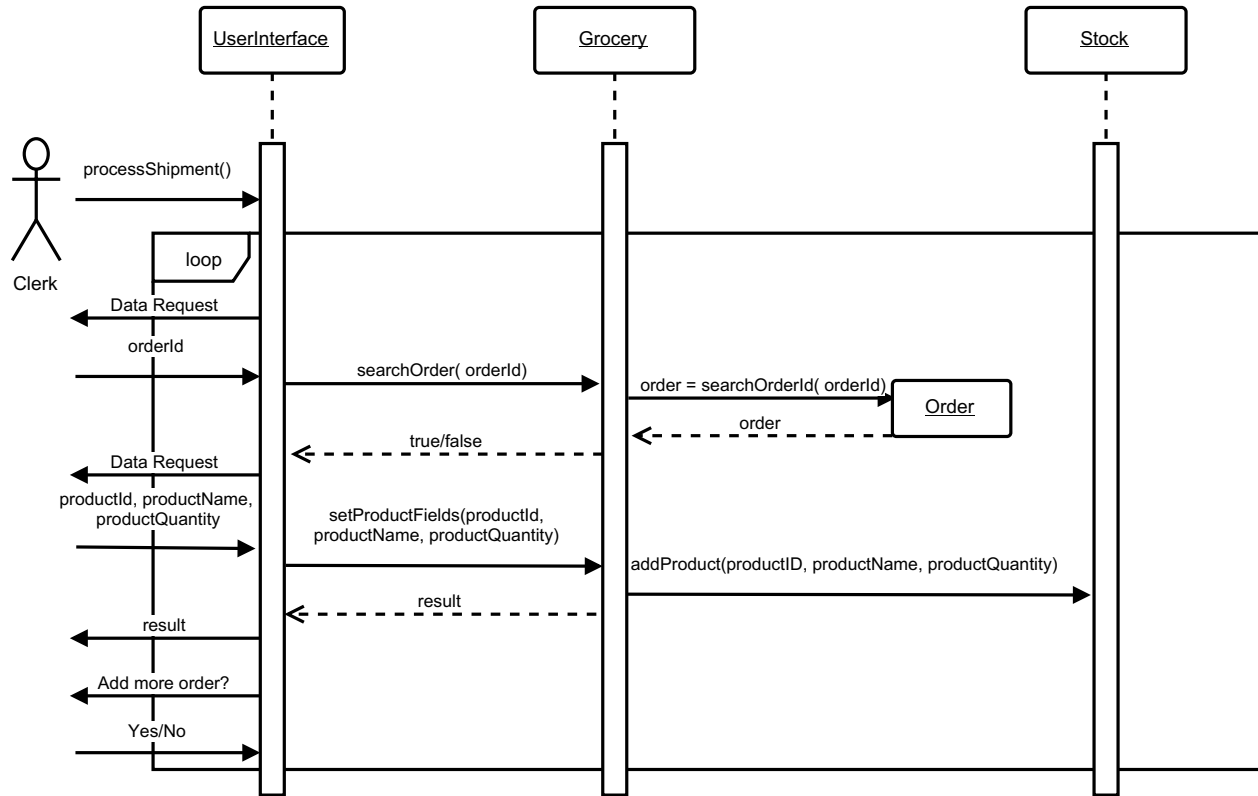 UserInterface
Grocery
Stock
processShipment()
loop
Clerk
Data Request
orderId
searchOrder( orderId)
order = searchOrderId( orderId)
Order
order
true/false
Data Request
productId, productName,
productQuantity
setProductFields(productId,
productName, productQuantity)
addProduct(productID, productName, productQuantity)
result
result
Add more order?
Yes/No